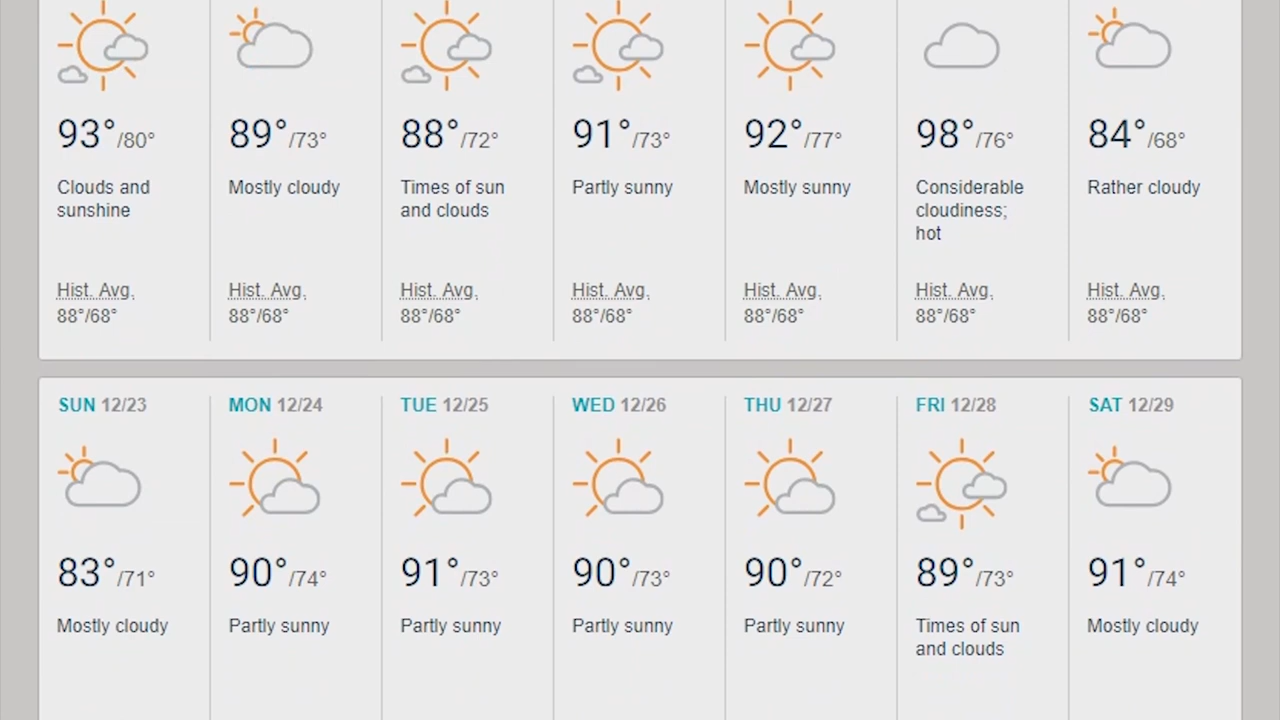 93°/80° 89°/73° 88°/72° 91°/73° 92°/77° 98°/76° 84°/68°
Clouds and Mostly cloudy Times of sun Partly sunny Mostly sunny Considerable Rather cloudy
sunshine and clouds cloudiness;
hot
Hist. Avg. Hist. Avg. Hist. Avg. Hist. Avg. Hist. Avg. Hist. Avg. Hist. Avg.
88°/68° 88°/68° 88°/68° 88°/68° 88°/68° 88°/68° 88°/68°
SUN 12/23 MON 12/24 TUE 12/25 WED 12/26 THU 12/27 FRI 12/28 SAT 12/29
83°/71° 90°/74° 91°/73° 90°/73° 90°/72° 89°/73° 91°/74°
Mostly cloudy Partly sunny Partly sunny Partly sunny Partly sunny Times of sun Mostly cloudy
and clouds